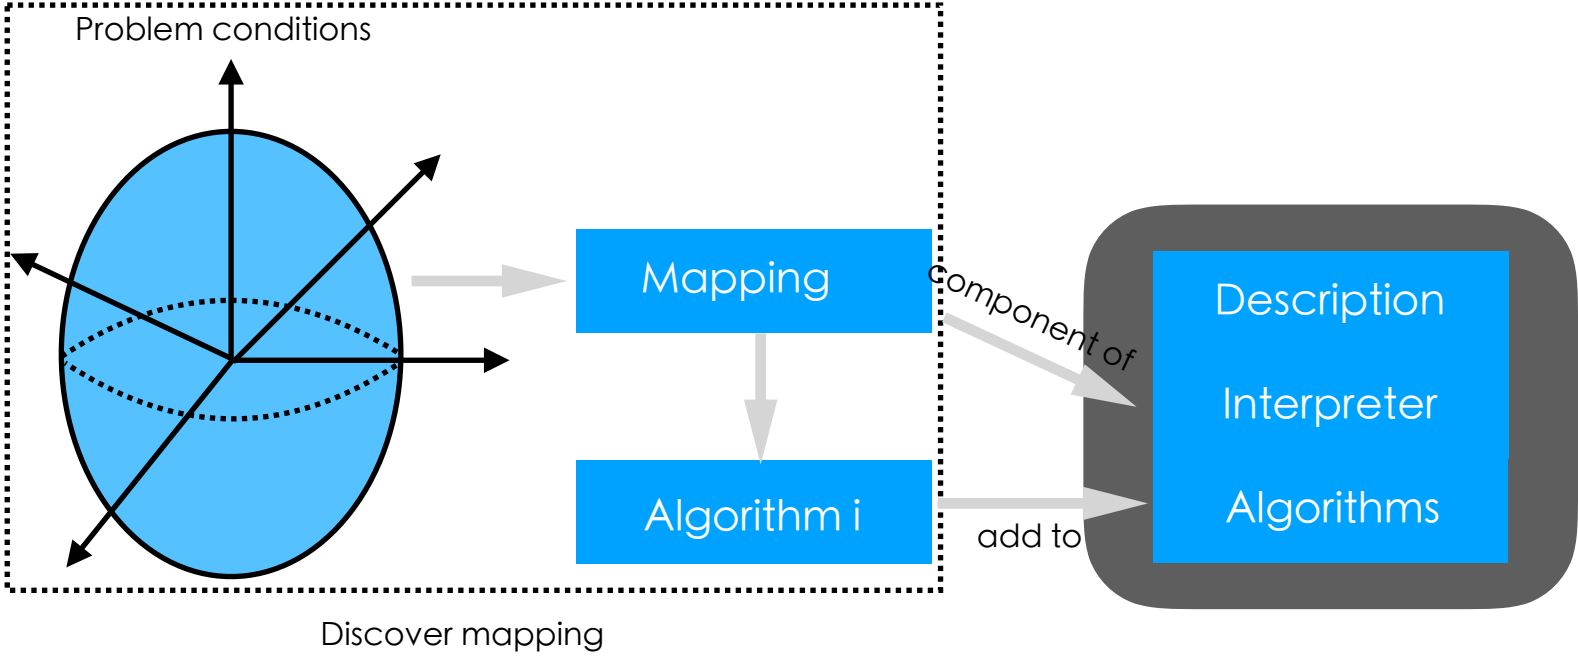 Problem conditions
Mapping
component of
Description
Interpreter
Algorithm i
add to
Algorithms
Discover mapping